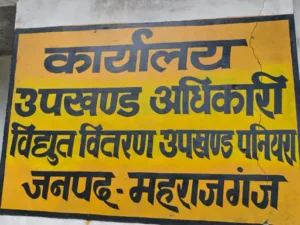 कार्यालय
उपखण्ड अधिकारी
विद्युत वितरण उपखण्ड पनियरा
जनपद - महराजगंज